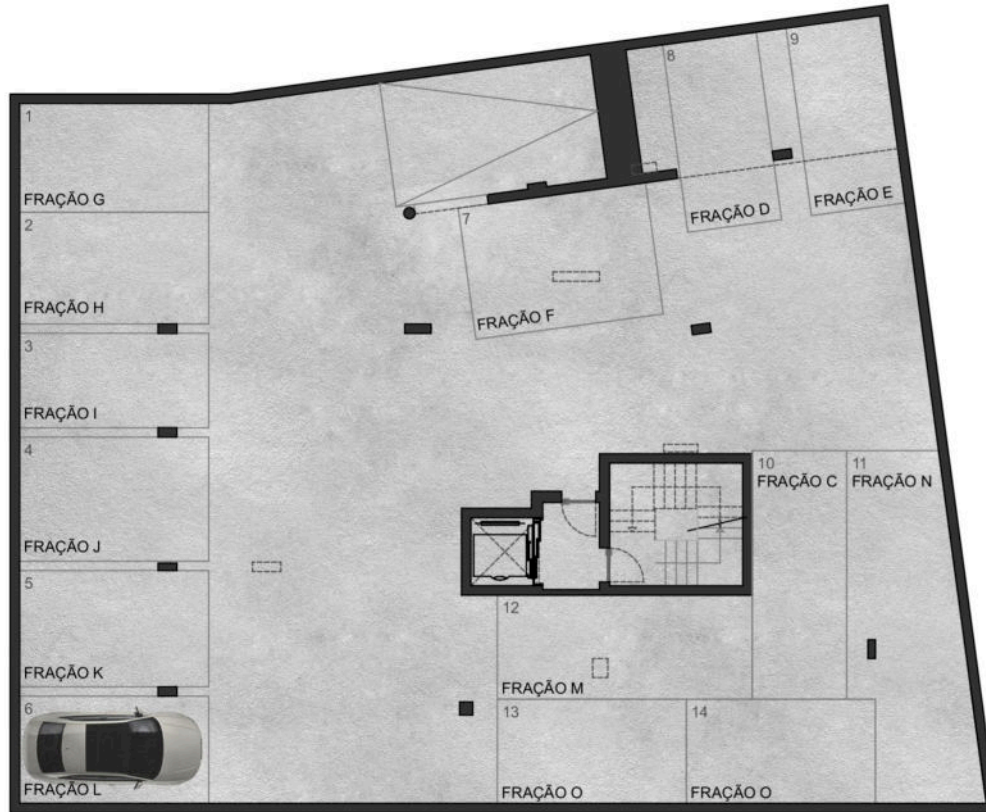 1
FRAÇÃO G
2
FRAÇÃO H
3
FRAÇÃO I
4
FRAÇÃO J
5
FRAÇÃO K
6
FRAÇÃO L
7
FRAÇÃO F
8
FRAÇÃO D
9
FRAÇÃO E
10
FRAÇÃO C
11
FRAÇÃO N
12
FRAÇÃO M
13
FRAÇÃO O
14
FRAÇÃO O